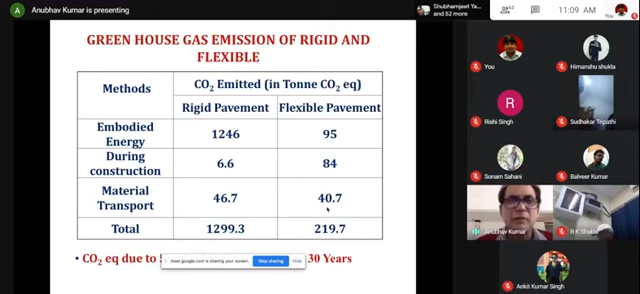 A Anubhav Kumar is presenting
Shubhamjeet Ya...
and 52 more
11:09 AM
You
GREEN HOUSE GAS EMISSION OF RIGID AND
FLEXIBLE
Methods
CO2 Emitted (in Tonne CO2 eq)
Rigid Pavement Flexible Pavement
Embodied
Energy
1246 95
During
construction
6.6 84
Material
Transport
46.7 40.7
Total 1299.3 219.7
• CO2 eq due to
30 Years
meet.google.com is sharing your screen. Stop sharing Hide
You
Himanshu shukla
R
Rishi Singh
Sudhakar Tripathi
Sonam Sahani
Balveer Kumar
Anubhav Kumar
R K Shukla
Ankit Kumar Singh